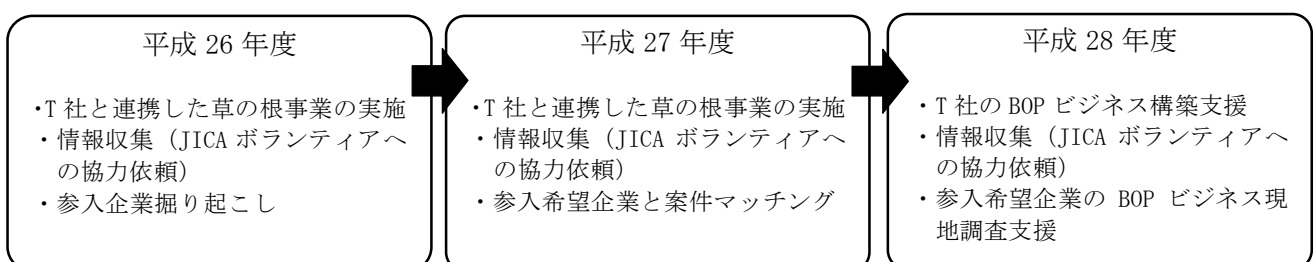 平成 26 年度
・T 社と連携した草の根事業の実施
・情報収集（JICA ボランティアへ
の協力依頼）
・参入企業掘り起こし
平成 27 年度
・T 社と連携した草の根事業の実施
・情報収集（JICA ボランティアへ
の協力依頼）
・参入希望企業と案件マッチング
平成 28 年度
・T 社の BOP ビジネス構築支援
・情報収集（JICA ボランティアへ
の協力依頼）
・参入希望企業の BOP ビジネス現
地調査支援